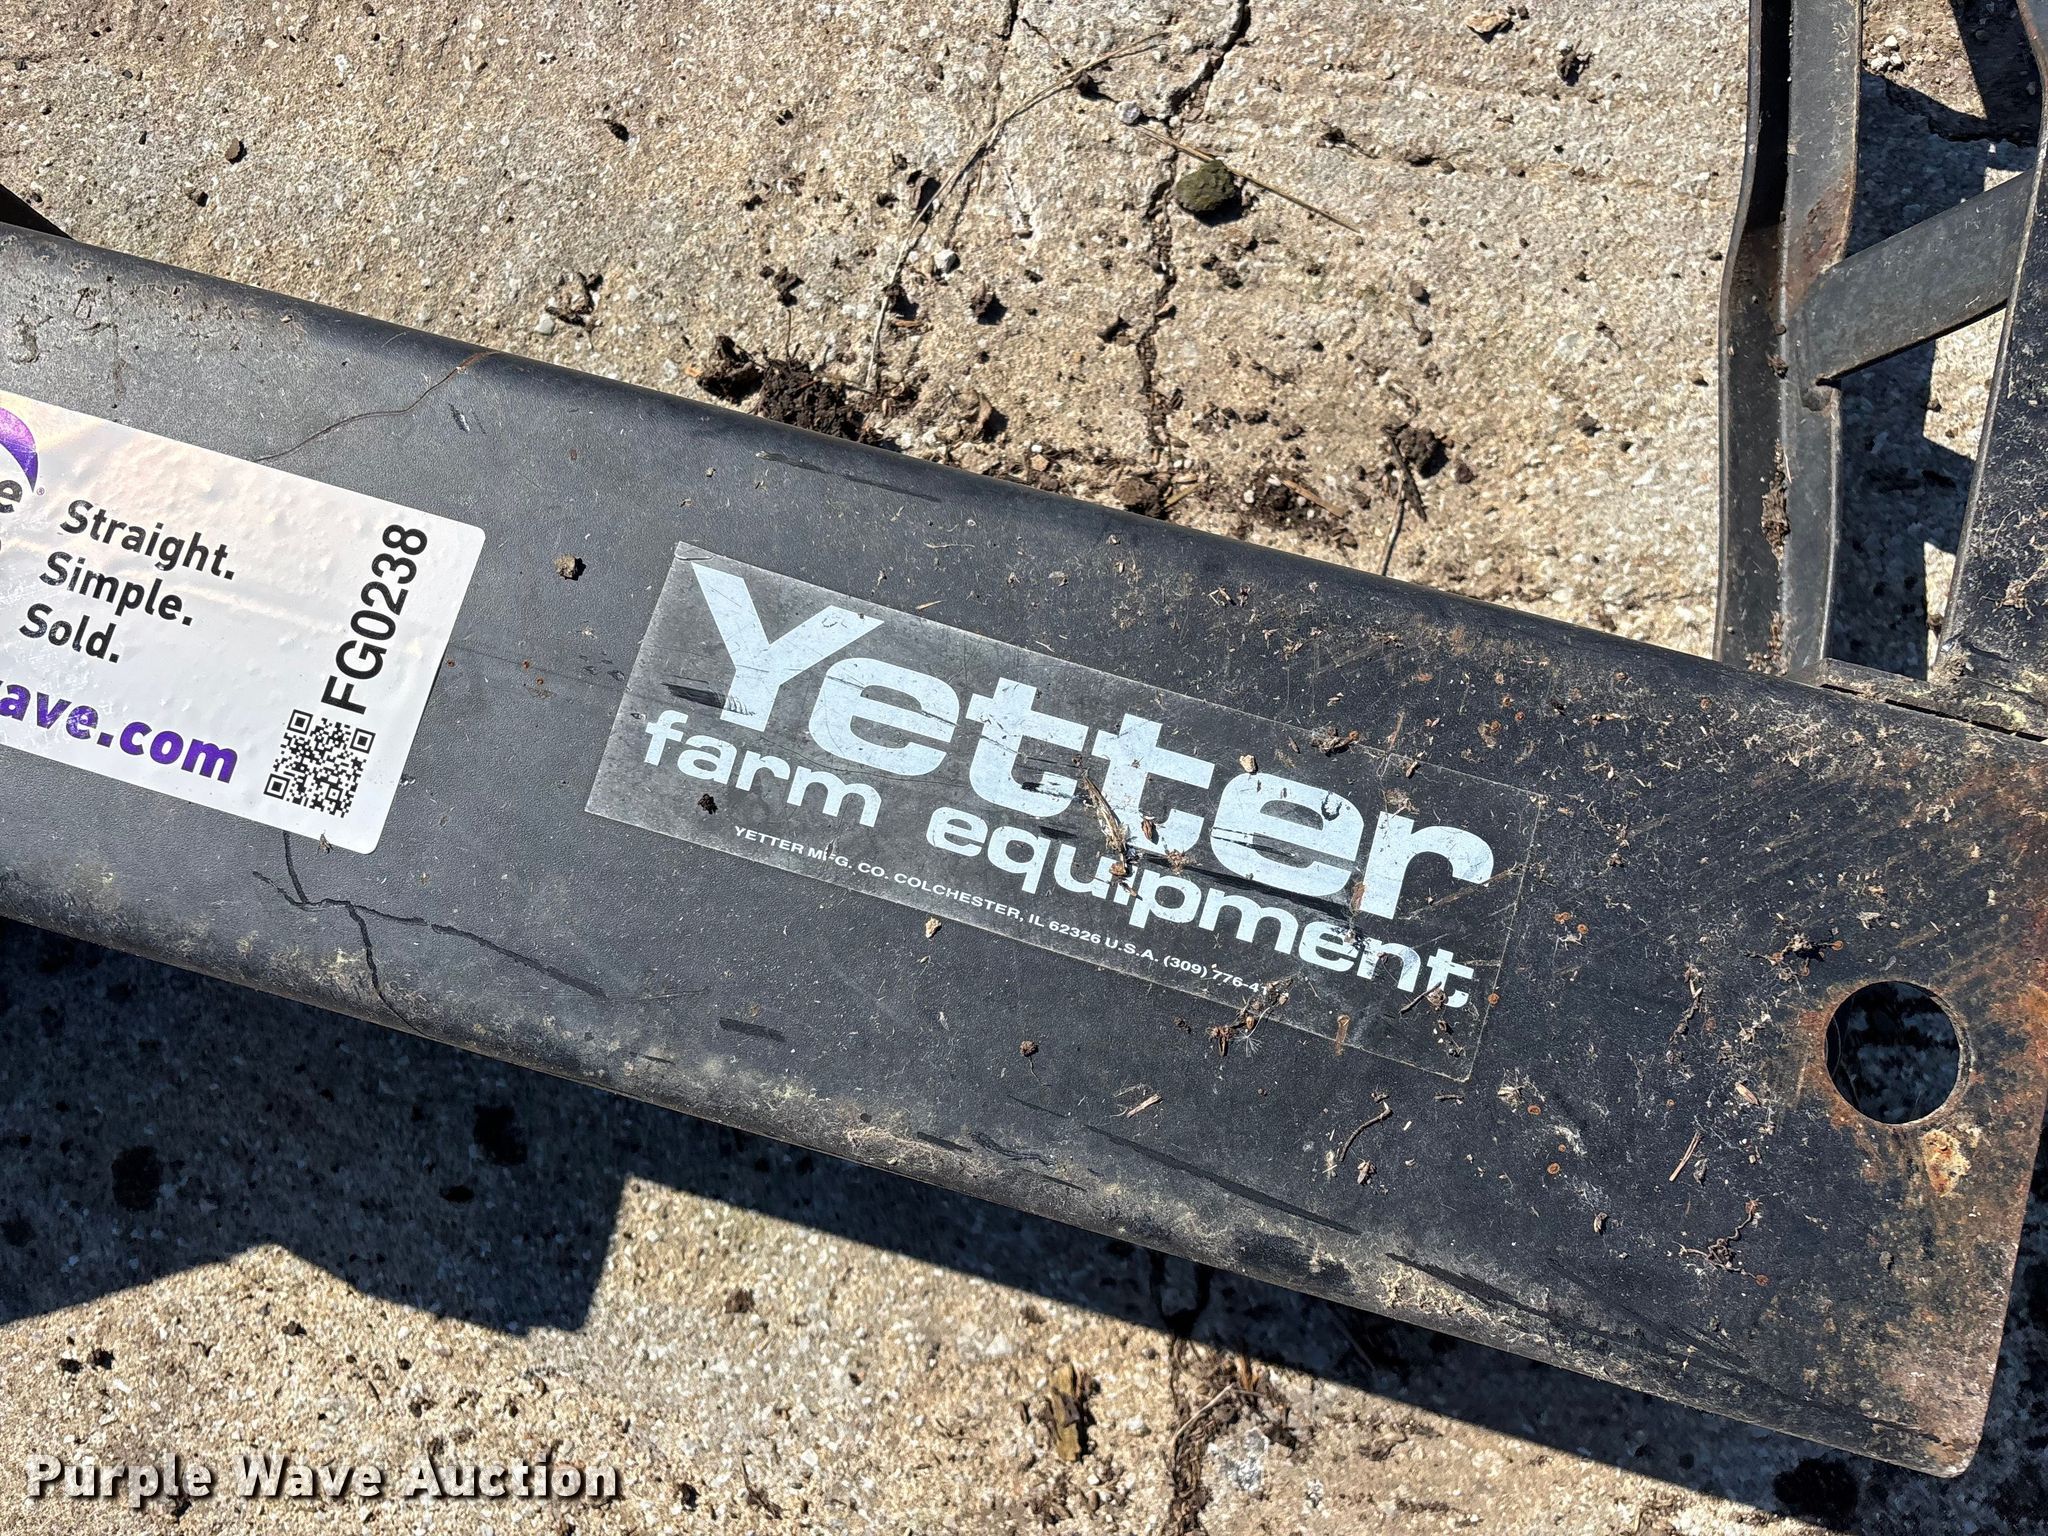 Straight.
Simple.
Sold.
FG0238
ave.com
Yetter
farm equipment
YETTER MFG. CO. COLCHESTER, IL 62326 U.S.A. (309) 776-41
Purple Wave Auction